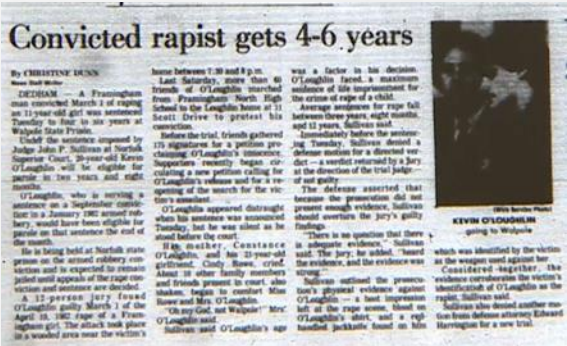 Convicted rapist gets 4-6 years
By CHRISTINE DUNN
News Staff Writer
DEDHAM — A Framingham
man convicted March 1 of raping
an 11-year-old girl was sentenced
Tuesday to four to six years at
Walpole State Prison.
Under the sentence imposed by
Judge John P. Sullivan at Norfolk
Superior Court, 20-year-old Kevin
O'Loughlin will be eligible for
parole in two years and eight
months.
O'Loughlin, who is serving a
sentence on a September convic-
tion in a January 1982 armed rob-
bery, would have been eligible for
parole on that sentence the end of
the month.
He is being held at Norfolk state
prison on the armed robbery con-
viction and is expected to remain
jailed until appeals of the rape con-
viction and sentence are decided.
A 12-person jury found
O'Loughlin guilty March 1 of the
April 19, 1982 rape of a Fram-
ingham girl. The attack took place
in a wooded area near the victim's
home between 7:30 and 8 p.m.
Last Saturday, more than 60
friends of O'Loughlin marched
from Framingham North High
School to the Loughlin home at 11
Scott Drive to protest his
conviction.
Before the trial, friends gathered
175 signatures for a petition pro-
claiming O'Loughlin's innocence.
Supporters recently began cir-
culating a new petition calling for
O'Loughlin's release and for a re-
opening of the search for the vic-
tim's assailant.
O'Loughlin appeared distraught
when his sentence was announced
Tuesday, but he was silent as he
stood before the court.
His mother, Constance
O'Loughlin, and his 23-year-old
girlfriend, Cindy Rowe, cried.
About 10 other family members
and friends present in court, also
shaken, began to comfort Miss
Rowe and Mrs. O'Loughlin.
"Oh my God, not Walpole!" Mrs.
O'Loughlin said.
Sullivan said O'Loughlin's age
was a factor in his decision.
O'Loughlin faced a maximum
sentence of life imprisonment for
the crime of rape of a child.
Average sentences for rape fall
between three years, eight months
and 13 years, Sullivan said.
Immediately before the sentenc-
ing Tuesday, Sullivan denied a
defense motion for a directed ver-
dict — a verdict returned by a jury
at the direction of the trial judge
of not guilty.
The defense asserted that
because the prosecution did not
present enough evidence, Sullivan
should overturn the jury's guilty
findings.
"There is no question that there
is adequate evidence," Sullivan
said. The jury, he added, "heard
the evidence, and the evidence was
strong."
Sullivan outlined the prosecu-
tion's physical evidence against
O'Loughlin — a boot impression
left at the rape scene, blood on
O'Loughlin's shirt, and a red-
handled jackknife found on him
KEVIN O'LOUGHLIN
going to Walpole
which was identified by the victim
as the weapon used against her.
Considered together, the
evidence corroborates the victim's
identification of O'Loughlin as the
rapist, Sullivan said.
Sullivan also denied another mo-
tion from defense attorney Edward
Harrington for a new trial.